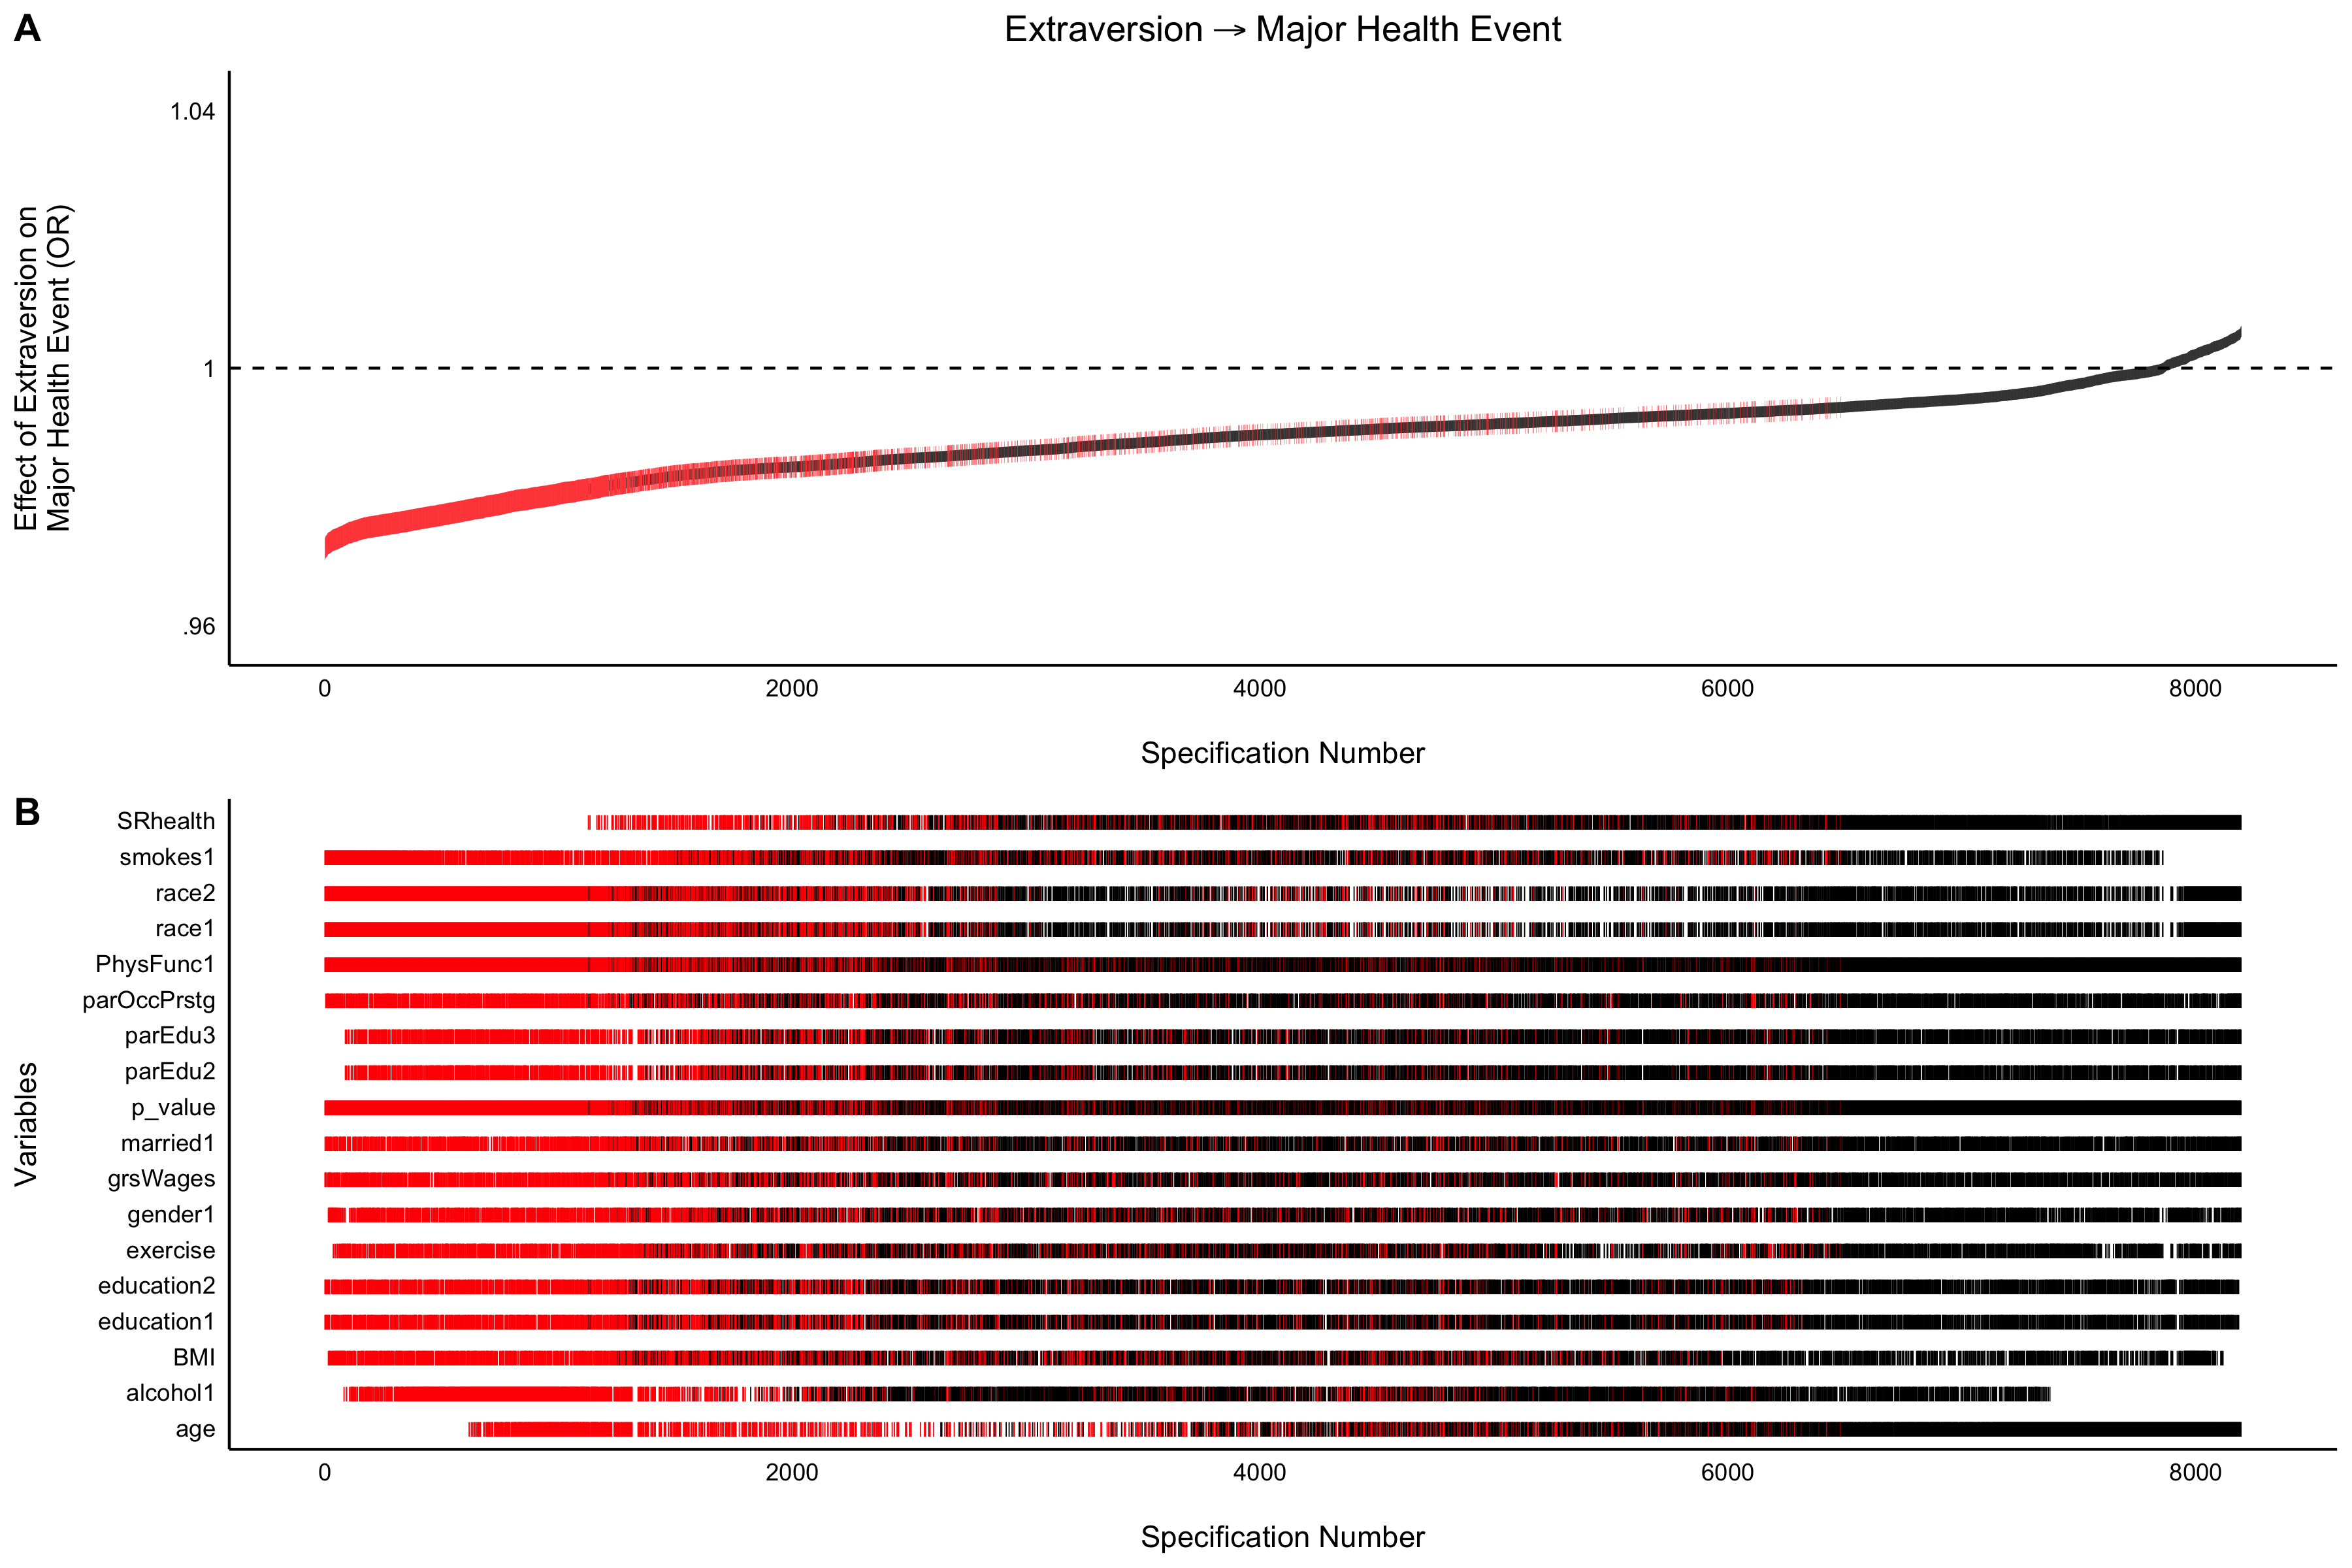 A
Extraversion → Major Health Event
Effect of Extraversion on
Major Health Event (OR)
1.04
1
.96
0 2000 4000 6000 8000
Specification Number
B
Variables
SRhealth
smokes1
race2
race1
PhysFunc1
parOccPrstg
parEdu3
parEdu2
p_value
married1
grsWages
gender1
exercise
education2
education1
BMI
alcohol1
age
0 2000 4000 6000 8000
Specification Number